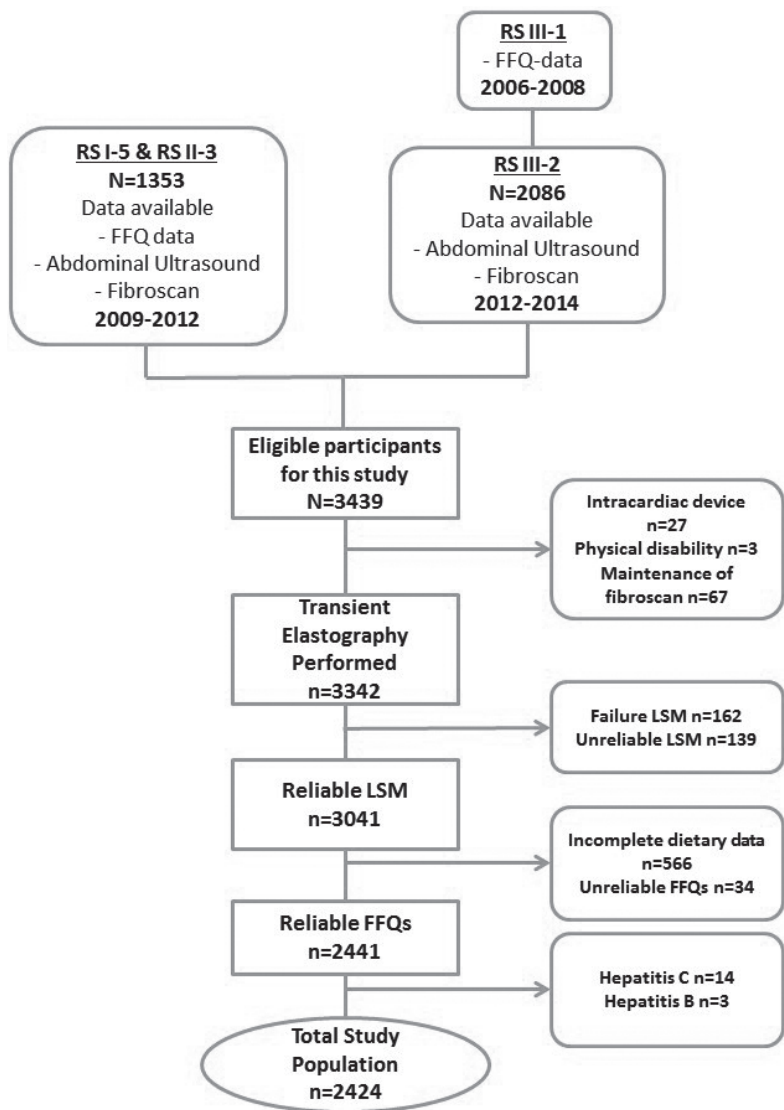 RS III-1
- FFQ-data
2006-2008
RS I-5 & RS II-3
N=1353
Data available
- FFQ data
- Abdominal Ultrasound
- Fibroscan
2009-2012
RS III-2
N=2086
Data available
- Abdominal Ultrasound
- Fibroscan
2012-2014
Eligible participants
for this study
N=3439
Intracardiac device
n=27
Physical disability n=3
Maintenance of
fibroscan n=67
Transient
Elastography
Performed
n=3342
Failure LSM n=162
Unreliable LSM n=139
Reliable LSM
n=3041
Incomplete dietary data
n=566
Unreliable FFQs n=34
Reliable FFQs
n=2441
Hepatitis C n=14
Hepatitis B n=3
Total Study
Population
n=2424